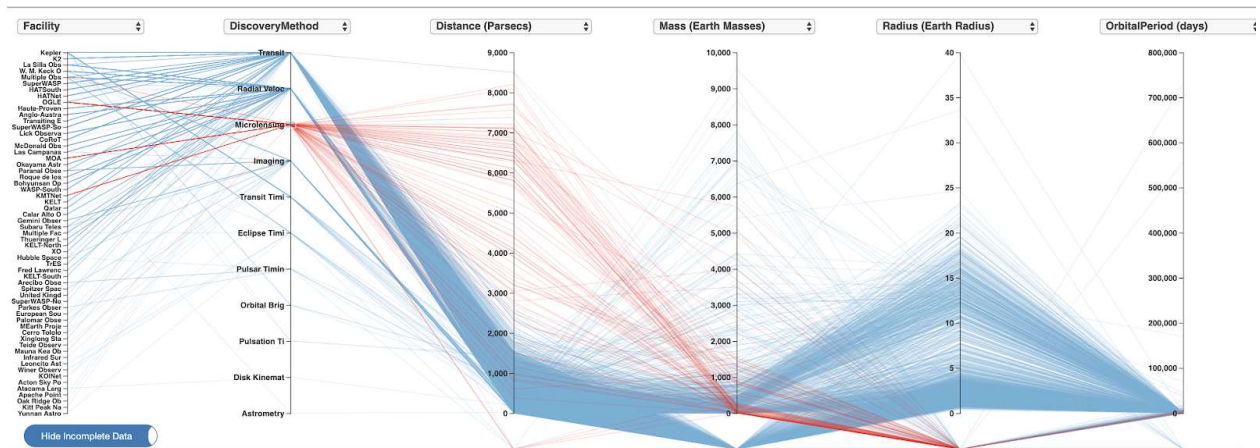 Facility
DiscoveryMethod
Distance (Parsecs)
Mass (Earth Masses)
Radius (Earth Radius)
OrbitalPeriod (days)
Kepler
K2
La Silla Obs
W. M. Keck O
Multiple Obs
SuperWASP
HATSouth
HATNet
OGLE
Haute-Proven
Anglo-Austra
Transiting E
SuperWASP-So
Lick Observa
CoRoT
McDonald Obs
Las Campanas
MOA
Okayama Astr
Paranal Obse
Roque de los
Bohyunsan Op
WASP-South
KMTNet
KELT
Qatar
Calar Alto O
Gemini Obser
Subaru Teles
Multiple Fac
Thueringer L
KELT-North
XO
Hubble Space
TrES
Fred Lawrenc
KELT-South
Arecibo Obse
Spitzer Spac
United Kingd
SuperWASP-No
Parkes Obser
European Sou
Palomar Obse
MEarth Proje
Cerro Tololo
Xinglong Sta
Teide Observ
Mauna Kea Ob
Infrared Sur
Leoncito Ast
Winer Observ
KOINet
Acton Sky Po
Atacama Larg
Apache Point
Oak Ridge Ob
Kitt Peak Na
Yunnan Astro
Transit
Radial Veloc
Microlensing
Imaging
Transit Timi
Eclipse Timi
Pulsar Timin
Orbital Brig
Pulsation Ti
Disk Kinemat
Astrometry
9,000
8,000
7,000
6,000
5,000
4,000
3,000
2,000
1,000
0
10,000
9,000
8,000
7,000
6,000
5,000
4,000
3,000
2,000
1,000
0
40
35
30
25
20
15
10
5
0
800,000
700,000
600,000
500,000
400,000
300,000
200,000
100,000
0
Hide Incomplete Data